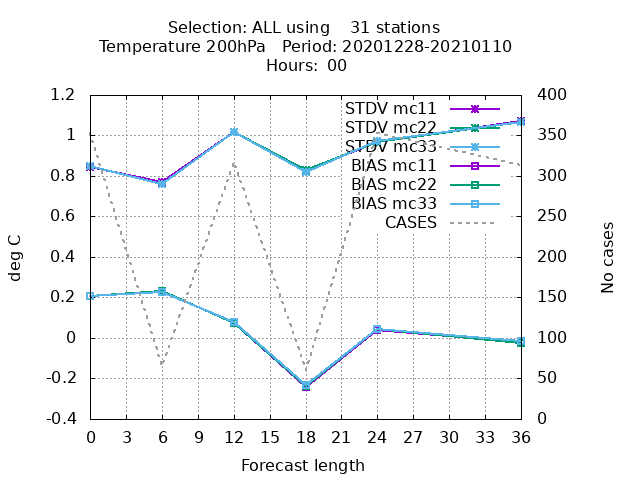 Selection: ALL using    31 stations
Temperature 200hPa   Period: 20201228-20210110
Hours: 00
1.2
1
0.8
0.6
0.4
0.2
0
-0.2
-0.4
deg C
STDV mc11
STDV mc22
STDV mc33
BIAS mc11
BIAS mc22
BIAS mc33
CASES
400
350
300
250
200
150
100
50
0
No cases
0 3 6 9 12 15 18 21 24 27 30 33 36
Forecast length